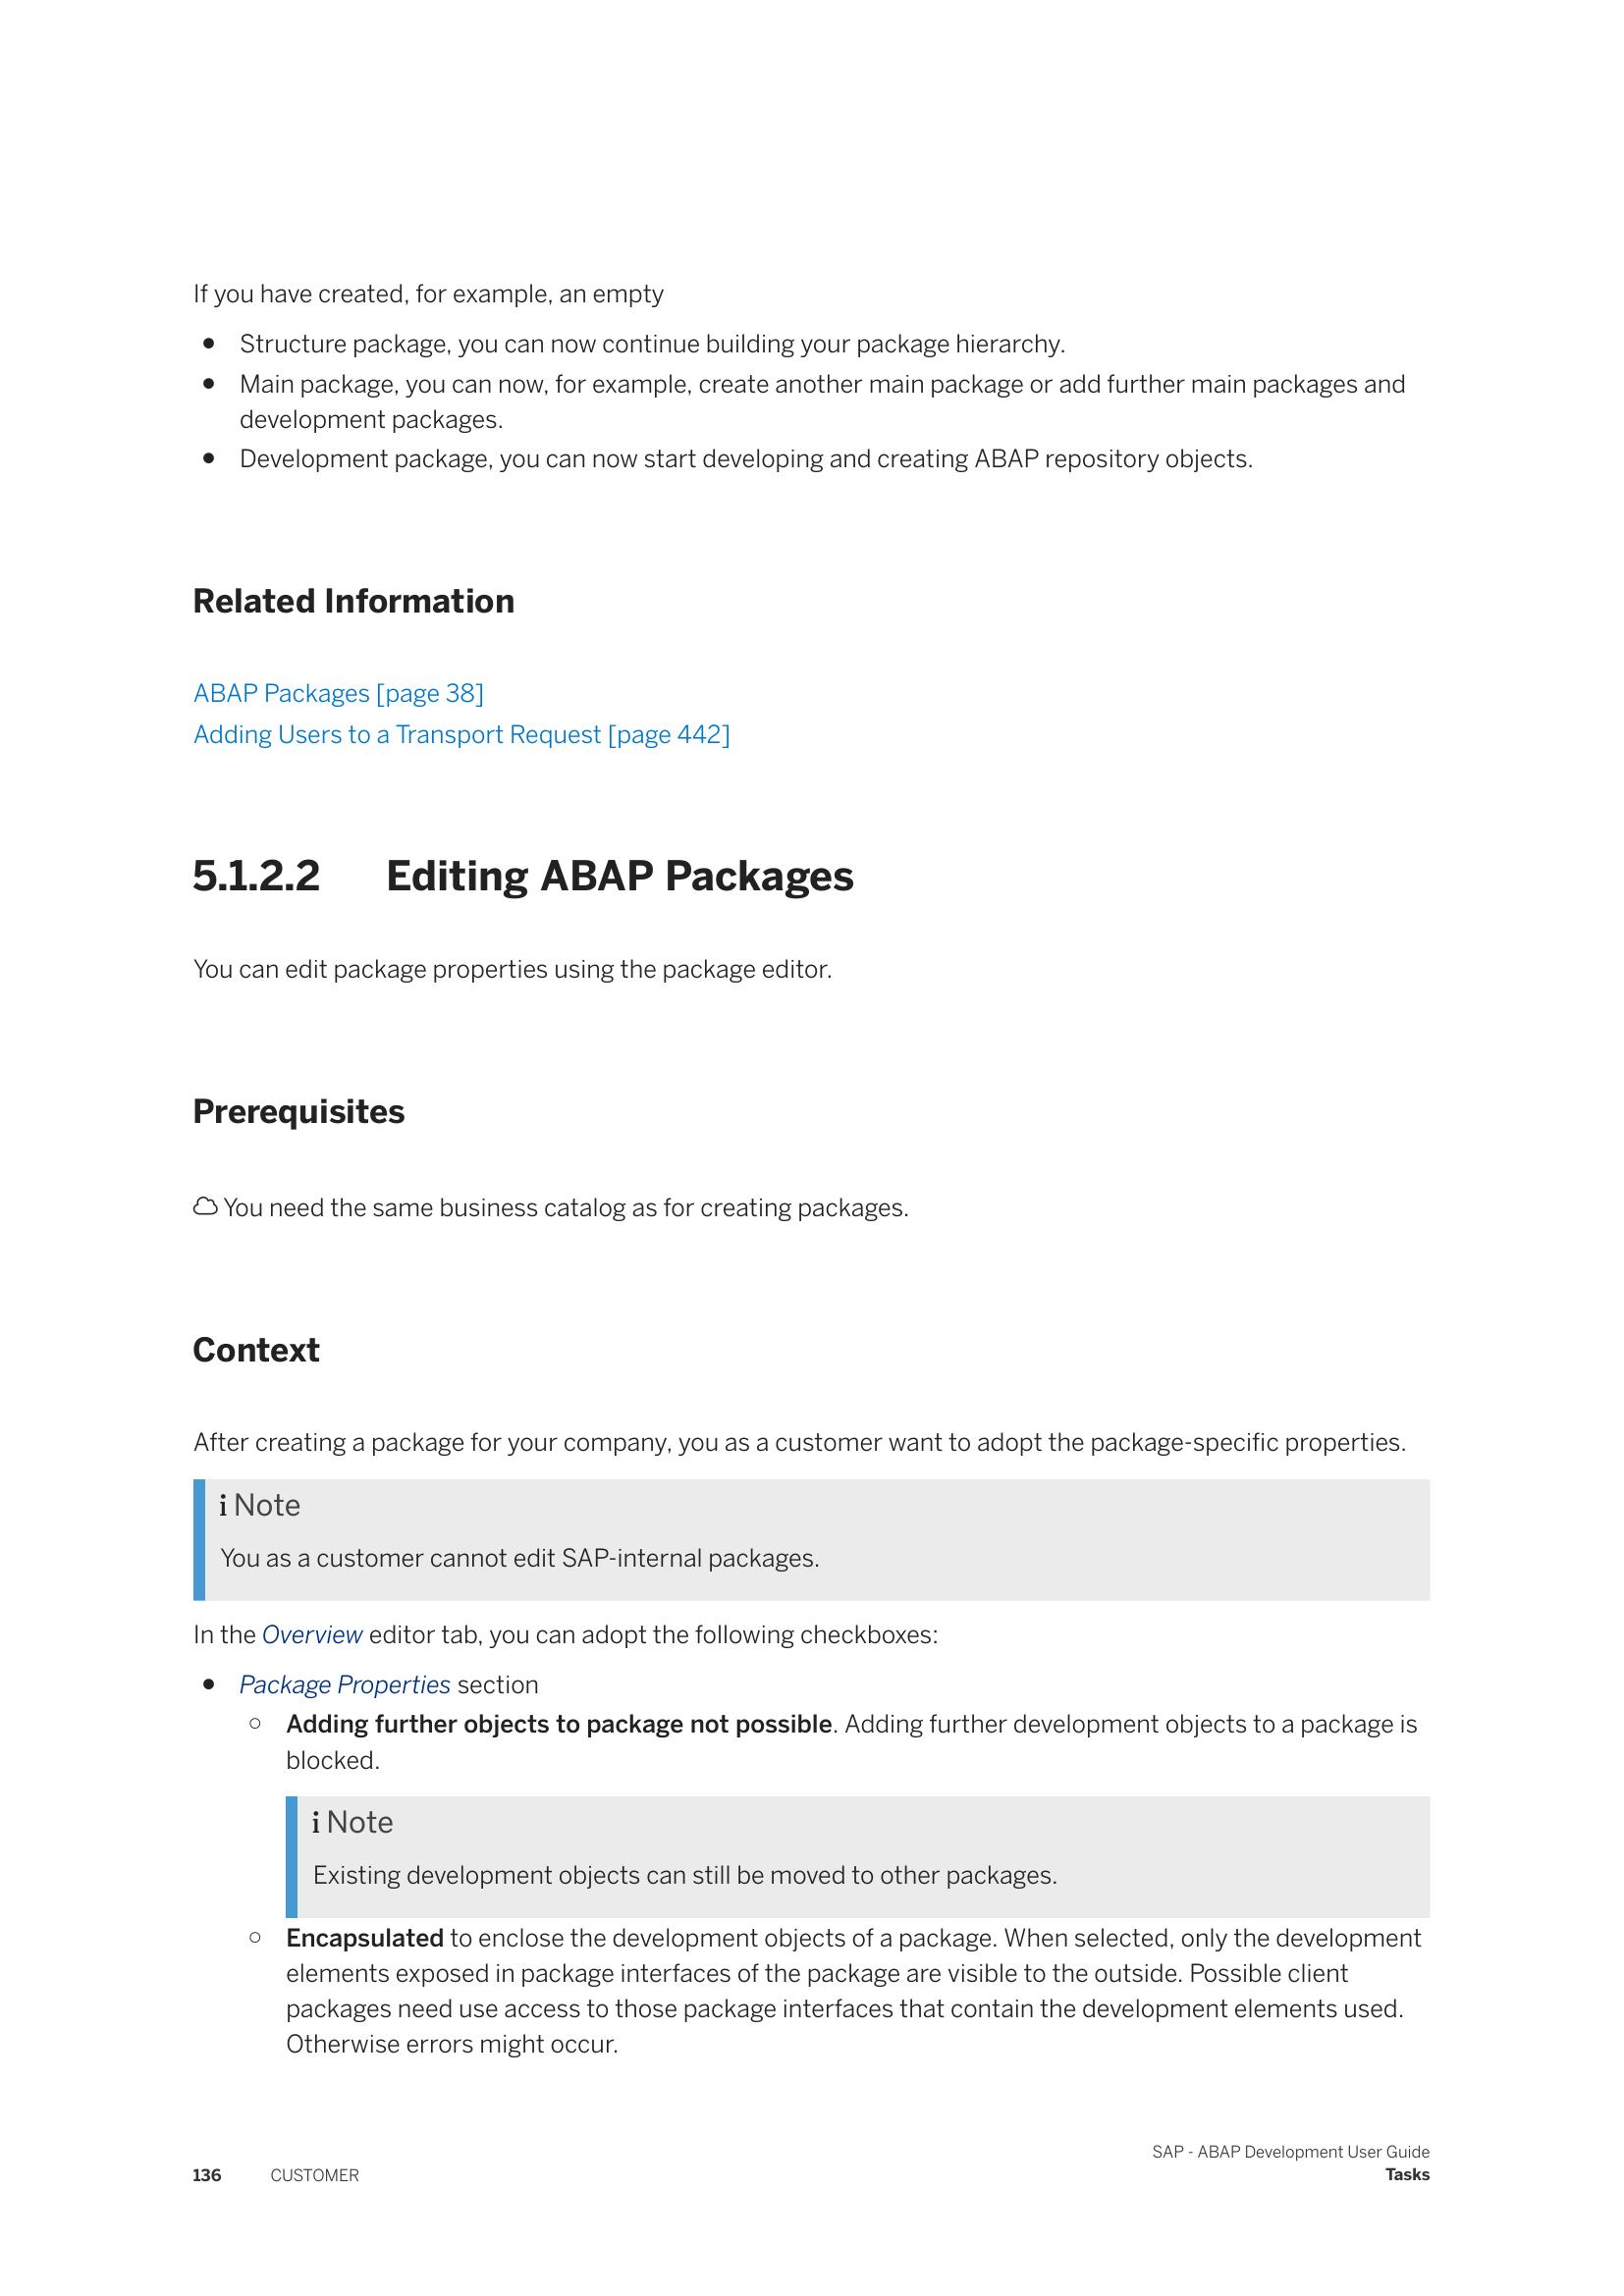 If you have created, for example, an empty
● Structure package, you can now continue building your package hierarchy.
● Main package, you can now, for example, create another main package or add further main packages and
development packages.
● Development package, you can now start developing and creating ABAP repository objects.
Related Information
ABAP Packages [page 38]
Adding Users to a Transport Request [page 442]
5.1.2.2 Editing ABAP Packages
You can edit package properties using the package editor.
Prerequisites
You need the same business catalog as for creating packages.
Context
After creating a package for your company, you as a customer want to adopt the package-specific properties.
i Note
You as a customer cannot edit SAP-internal packages.
In the Overview editor tab, you can adopt the following checkboxes:
● Package Properties section
○ Adding further objects to package not possible. Adding further development objects to a package is
blocked.
i Note
Existing development objects can still be moved to other packages.
○ Encapsulated to enclose the development objects of a package. When selected, only the development
elements exposed in package interfaces of the package are visible to the outside. Possible client
packages need use access to those package interfaces that contain the development elements used.
Otherwise errors might occur.
SAP - ABAP Development User Guide
136 CUSTOMER Tasks